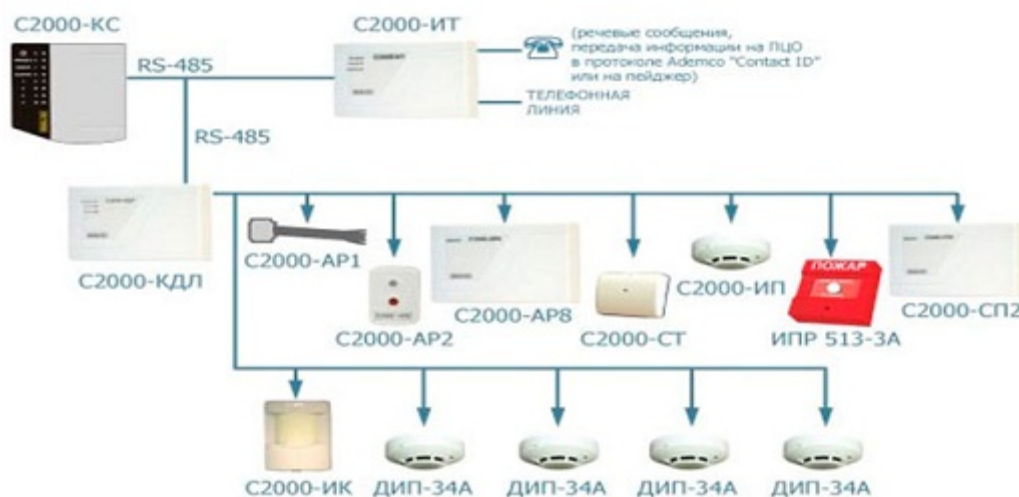 С2000-КС
С2000-ИТ
(речевые сообщения,
передача информации на ПЦО
в протоколе Ademco "Contact ID"
или на пейджер)
RS-485
ТЕЛЕФОННАЯ
ЛИНИЯ
RS-485
С2000-КДЛ
С2000-АР1
С2000-АР2
С2000-АР8
С2000-СТ
С2000-ИП
ПОЖАР
ИПР 513-3А
С2000-СП2
С2000-ИК
ДИП-34А
ДИП-34А
ДИП-34А
ДИП-34А